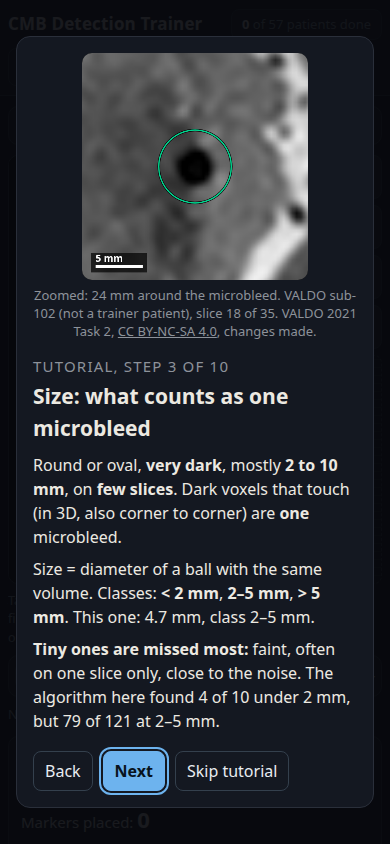 CMB Detection Trainer
0 of 57 patients done
5 mm
Zoomed: 24 mm around the microbleed. VALDO sub-
102 (not a trainer patient), slice 18 of 35. VALDO 2021
Task 2, CC BY-NC-SA 4.0, changes made.
TUTORIAL, STEP 3 OF 10
Size: what counts as one
microbleed
Round or oval, very dark, mostly 2 to 10
mm, on few slices. Dark voxels that touch
(in 3D, also corner to corner) are one
microbleed.
Size = diameter of a ball with the same
volume. Classes: < 2 mm, 2–5 mm, > 5
mm. This one: 4.7 mm, class 2–5 mm.
Tiny ones are missed most: faint, often
on one slice only, close to the noise. The
algorithm here found 4 of 10 under 2 mm,
but 79 of 121 at 2–5 mm.
Back Next Skip tutorial
Markers placed: 0